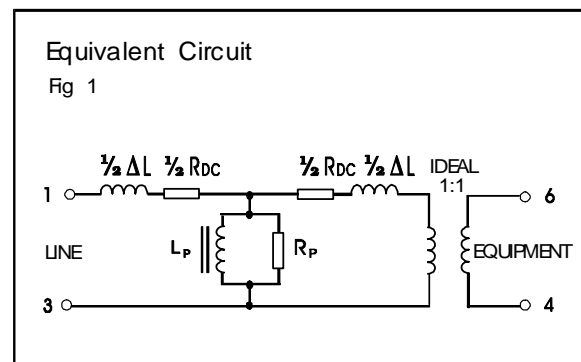 Equivalent Circuit
Fig 1
½ ΔL ½ RDC ½ RDC ½ ΔL IDEAL
1:1
1 6
LINE LP RP EQUIPMENT
3 4